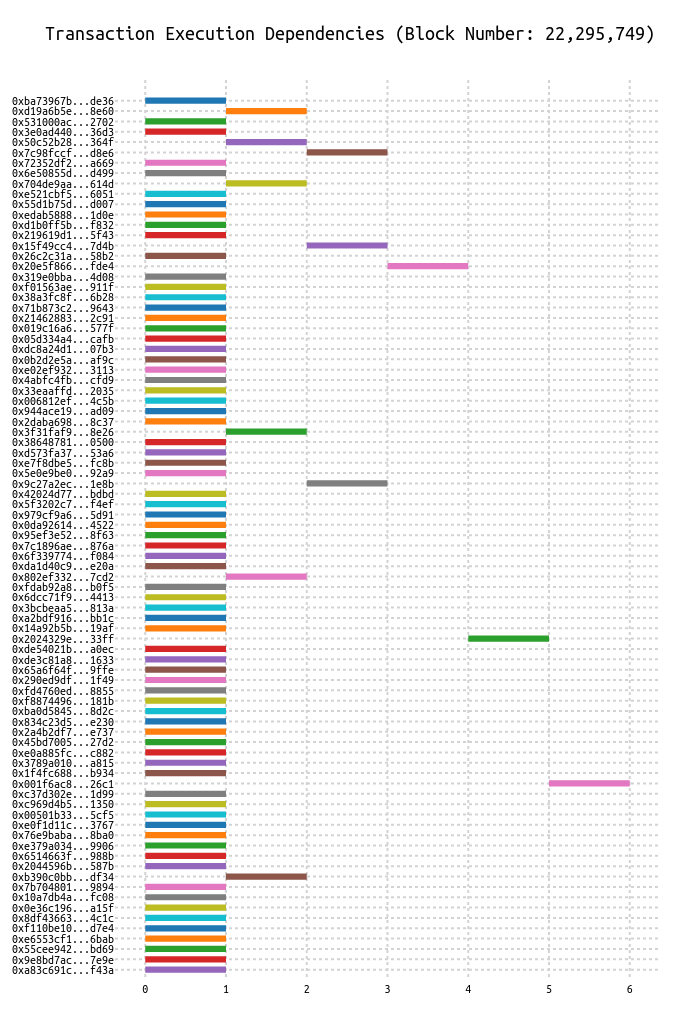 Transaction Execution Dependencies (Block Number: 22,295,749)
0xba73967b...de36
0xd19a6b5e...8e60
0x531000ac...2702
0x3e0ad440...36d3
0x50c52b28...364f
0x7c98fccf...d8e6
0x72352df2...a669
0x6e50855d...d499
0x704de9aa...614d
0xe521cbf5...6051
0x55d1b75d...d007
0xedab5888...1d0e
0xd1b0ff5b...f832
0x219619d1...5f43
0x15f49cc4...7d4b
0x26c2c31a...58b2
0x20e5f866...fde4
0x319e0bba...4d08
0xf01563ae...911f
0x38a3fc8f...6b28
0x71b873c2...9643
0x21462883...2c91
0x019c16a6...577f
0x05d334a4...cafb
0xdc8a24d1...07b3
0x0b2d2e5a...af9c
0xe02ef932...3113
0x4abfc4fb...cfd9
0x33eaaffd...2035
0x006812ef...4c5b
0x944ace19...ad09
0x2daba698...8c37
0x3f31faf9...8e26
0x38648781...0500
0xd573fa37...53a6
0xe7f8dbe5...fc8b
0x5e0e9be0...92a9
0x9c27a2ec...1e8b
0x42024d77...bdbd
0x5f3202c7...f4ef
0x979cf9a6...5d91
0x0da92614...4522
0x95ef3e52...8f63
0x7c1896ae...876a
0x6f339774...f084
0xda1d40c9...e20a
0x802ef332...7cd2
0xfdab92a8...b0f5
0x6dcc71f9...4413
0x3bcbeaa5...813a
0xa2bdf916...bb1c
0x14a92b5b...19af
0x2024329e...33ff
0xde54021b...a0ec
0xde3c81a8...1633
0x65a6f64f...9ffe
0x290ed9df...1f49
0xfd4760ed...8855
0xf8874496...181b
0xba0d5845...8d2c
0x834c23d5...e230
0x2a4b2df7...e737
0x45bd7005...27d2
0xe0a885fc...c882
0x3789a010...a815
0x1f4fc688...b934
0x001f6ac8...26c1
0xc37d302e...1d99
0xc969d4b5...1350
0x00501b33...5cf5
0xe0f1d11c...3767
0x76e9baba...8ba0
0xe379a034...9906
0x6514663f...988b
0x2044596b...587b
0xb390c0bb...df34
0x7b704801...9894
0x10a7db4a...fc08
0x0e36c196...a15f
0x8df43663...4c1c
0xf110be10...d7e4
0xe6553cf1...6bab
0x55cee942...bd69
0x9e8bd7ac...7e9e
0xa83c691c...f43a
0 1 2 3 4 5 6